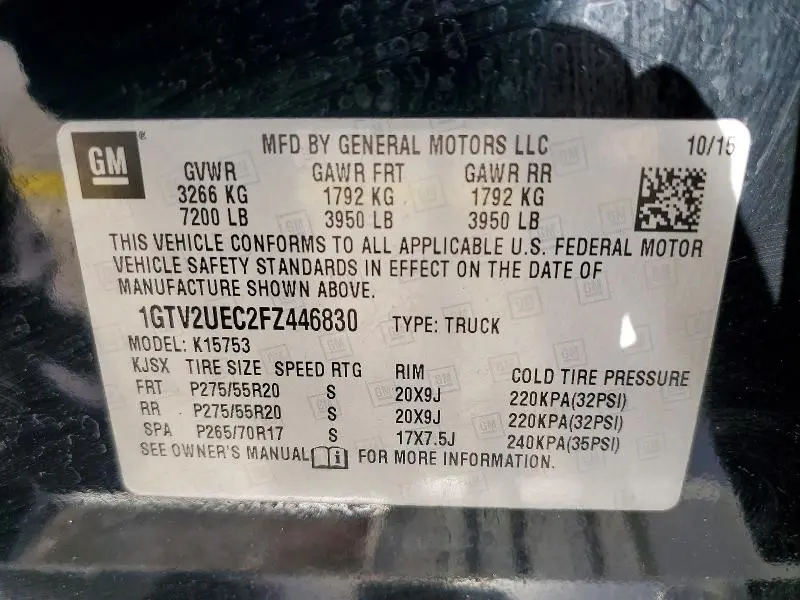 GM ® MFD BY GENERAL MOTORS LLC 10/15
GVWR GAWR FRT GAWR RR
3266 KG 1792 KG 1792 KG
7200 LB 3950 LB 3950 LB
THIS VEHICLE CONFORMS TO ALL APPLICABLE U.S. FEDERAL MOTOR
VEHICLE SAFETY STANDARDS IN EFFECT ON THE DATE OF
MANUFACTURE SHOWN ABOVE.
1GTV2UEC2FZ446830 TYPE: TRUCK
MODEL: K15753
KJSX TIRE SIZE SPEED RTG RIM COLD TIRE PRESSURE
FRT P275/55R20 S 20X9J 220KPA(32PSI)
RR P275/55R20 S 20X9J 220KPA(32PSI)
SPA P265/70R17 S 17X7.5J 240KPA(35PSI)
SEE OWNER'S MANUAL i FOR MORE INFORMATION.